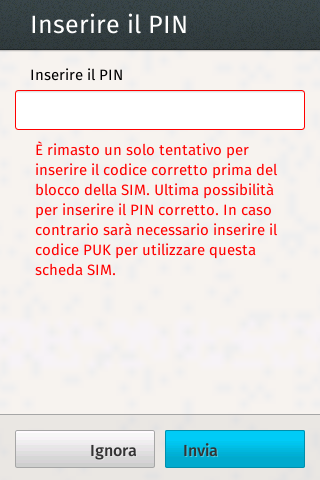 Inserire il PIN
Inserire il PIN
È rimasto un solo tentativo per
inserire il codice corretto prima del
blocco della SIM. Ultima possibilità
per inserire il PIN corretto. In caso
contrario sarà necessario inserire il
codice PUK per utilizzare questa
scheda SIM.
Ignora
Invia